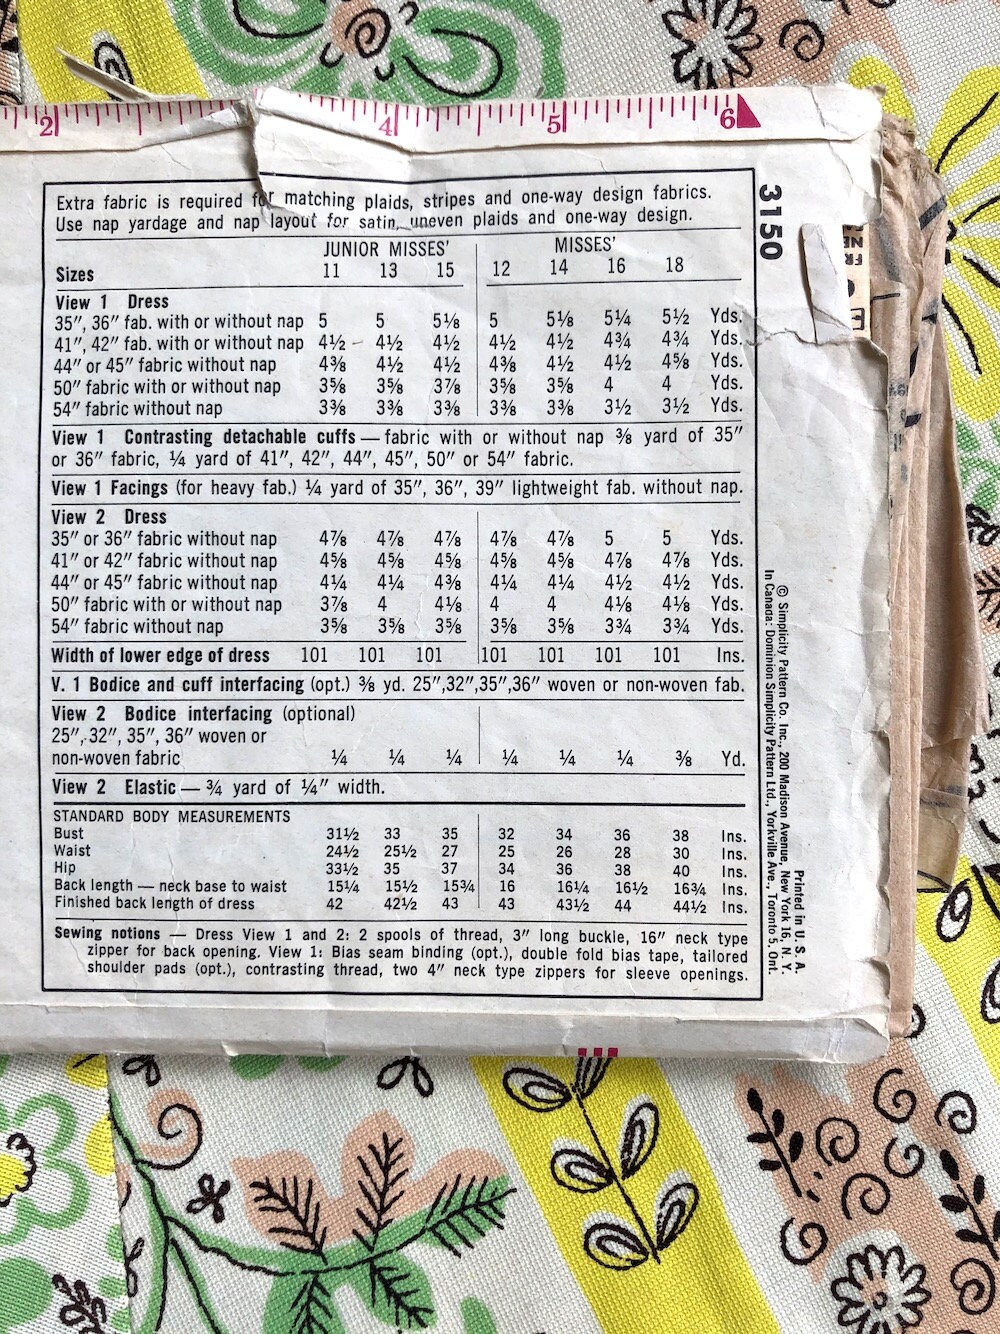 2 4 5 6
Extra fabric is required for matching plaids, stripes and one-way design fabrics.
Use nap yardage and nap layout for satin, uneven plaids and one-way design.
JUNIOR MISSES' MISSES'
Sizes 11 13 15 12 14 16 18
View 1 Dress
35", 36" fab. with or without nap 5 5 5⅛ 5 5⅛ 5¼ 5½ Yds.
41", 42" fab. with or without nap 4½ 4½ 4½ 4½ 4½ 4¾ 4¾ Yds.
44" or 45" fabric without nap 4⅜ 4½ 4½ 4⅜ 4½ 4½ 4⅝ Yds.
50" fabric with or without nap 3⅝ 3⅝ 3⅞ 3⅝ 3⅝ 4 4 Yds.
54" fabric without nap 3⅜ 3⅜ 3⅜ 3⅜ 3⅜ 3½ 3½ Yds.
View 1 Contrasting detachable cuffs — fabric with or without nap ⅜ yard of 35"
or 36" fabric, ¼ yard of 41", 42", 44", 45", 50" or 54" fabric.
View 1 Facings (for heavy fab.) ¼ yard of 35", 36", 39" lightweight fab. without nap.
View 2 Dress
35" or 36" fabric without nap 4⅞ 4⅞ 4⅞ 4⅞ 4⅞ 5 5 Yds.
41" or 42" fabric without nap 4⅝ 4⅝ 4⅝ 4⅝ 4⅝ 4⅞ 4⅞ Yds.
44" or 45" fabric without nap 4¼ 4¼ 4⅜ 4¼ 4¼ 4½ 4½ Yds.
50" fabric with or without nap 3⅞ 4 4⅛ 4 4 4⅛ 4⅛ Yds.
54" fabric without nap 3⅝ 3⅝ 3⅝ 3⅝ 3⅝ 3¾ 3¾ Yds.
Width of lower edge of dress 101 101 101 101 101 101 101 Ins.
V. 1 Bodice and cuff interfacing (opt.) ⅜ yd. 25",32",35",36" woven or non-woven fab.
View 2 Bodice interfacing (optional)
25", 32", 35", 36" woven or
non-woven fabric ¼ ¼ ¼ ¼ ¼ ¼ ⅜ Yd.
View 2 Elastic — ¾ yard of ¼" width.
STANDARD BODY MEASUREMENTS
Bust 31½ 33 35 32 34 36 38 Ins.
Waist 24½ 25½ 27 25 26 28 30 Ins.
Hip 33½ 35 37 34 36 38 40 Ins.
Back length — neck base to waist 15¼ 15½ 15¾ 16 16¼ 16½ 16¾ Ins.
Finished back length of dress 42 42½ 43 43 43½ 44 44½ Ins.
Sewing notions — Dress View 1 and 2: 2 spools of thread, 3" long buckle, 16" neck type
zipper for back opening. View 1: Bias seam binding (opt.), double fold bias tape, tailored
shoulder pads (opt.), contrasting thread, two 4" neck type zippers for sleeve openings.
3150
Printed in U. S. A.
© Simplicity Pattern Co. Inc., 200 Madison Avenue, New York 16, N. Y.
In Canada: Dominion Simplicity Pattern Ltd., Yorkville Ave., Toronto 5, Ont.